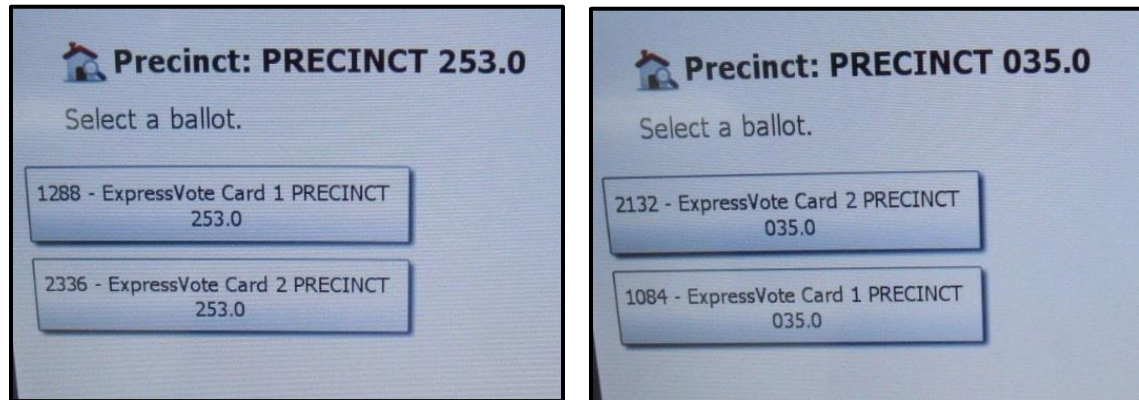 Precinct: PRECINCT 253.0
Select a ballot.
1288 - ExpressVote Card 1 PRECINCT
253.0
2336 - ExpressVote Card 2 PRECINCT
253.0
Precinct: PRECINCT 035.0
Select a ballot.
2132 - ExpressVote Card 2 PRECINCT
035.0
1084 - ExpressVote Card 1 PRECINCT
035.0